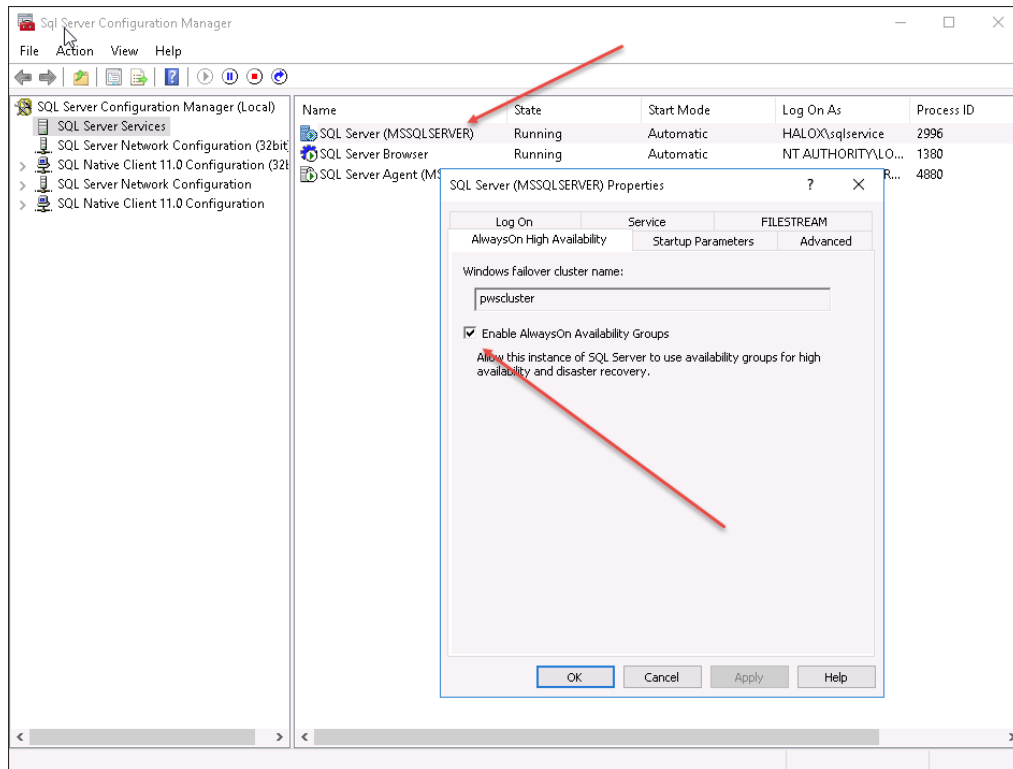 Sql Server Configuration Manager
File Action View Help
SQL Server Configuration Manager (Local)
SQL Server Services
SQL Server Network Configuration (32bit
SQL Native Client 11.0 Configuration (32b
SQL Server Network Configuration
SQL Native Client 11.0 Configuration
Name State Start Mode Log On As Process ID
SQL Server (MSSQLSERVER) Running Automatic HALOX\sqlservice 2996
SQL Server Browser Running Automatic NT AUTHORITY\LO... 1380
SQL Server Agent (MS R... 4880
SQL Server (MSSQLSERVER) Properties
Log On Service FILESTREAM
AlwaysOn High Availability Startup Parameters Advanced
Windows failover cluster name:
pwscluster
Enable AlwaysOn Availability Groups
Allow this instance of SQL Server to use availability groups for high
availability and disaster recovery.
OK Cancel Apply Help